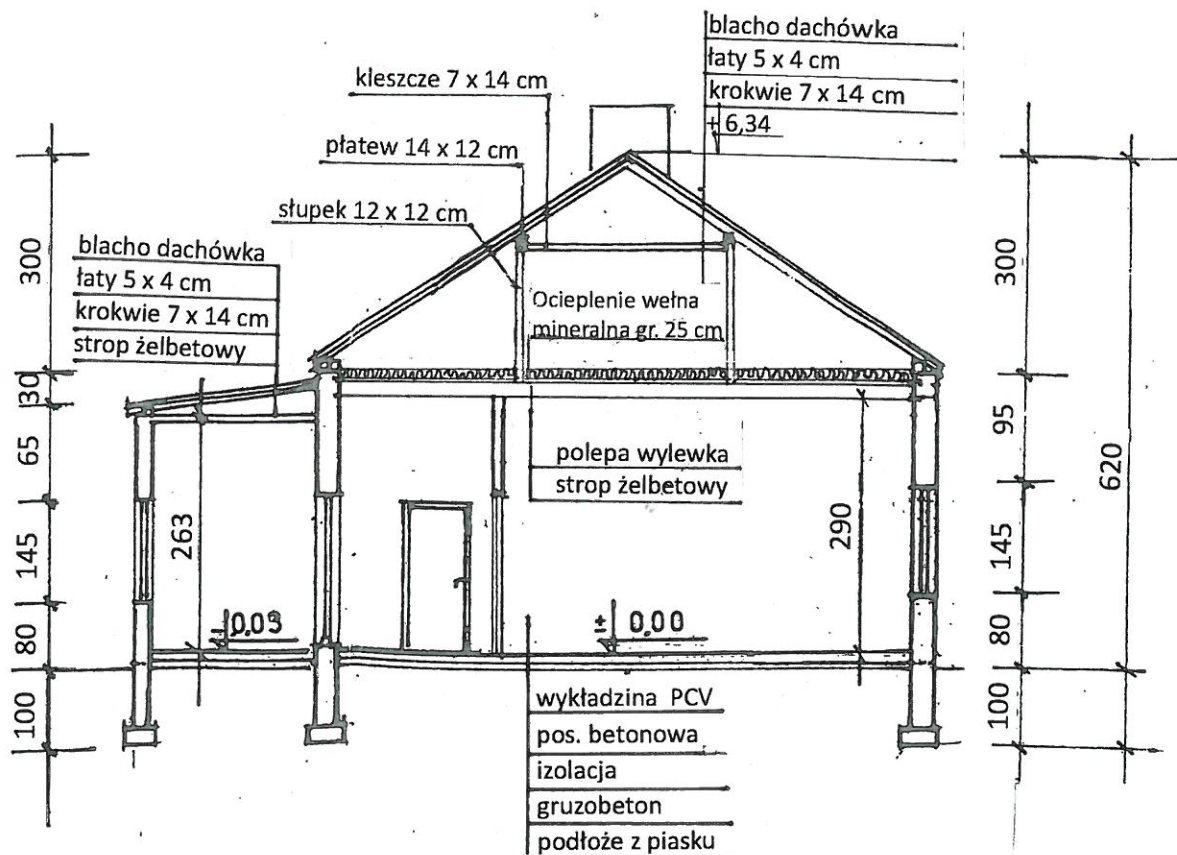 blacho dachówka
łaty 5 x 4 cm
krokwie 7 x 14 cm
+ 6,34
kleszcze 7 x 14 cm
płatew 14 x 12 cm
słupek 12 x 12 cm
blacho dachówka
łaty 5 x 4 cm
krokwie 7 x 14 cm
strop żelbetowy
Ocieplenie wełna
mineralna gr. 25 cm
polepa wylewka
strop żelbetowy
300
30
65
145
80
100
263
0,09
± 0,00
290
300
95
145
80
100
620
wykładzina PCV
pos. betonowa
izolacja
gruzobeton
podłoże z piasku